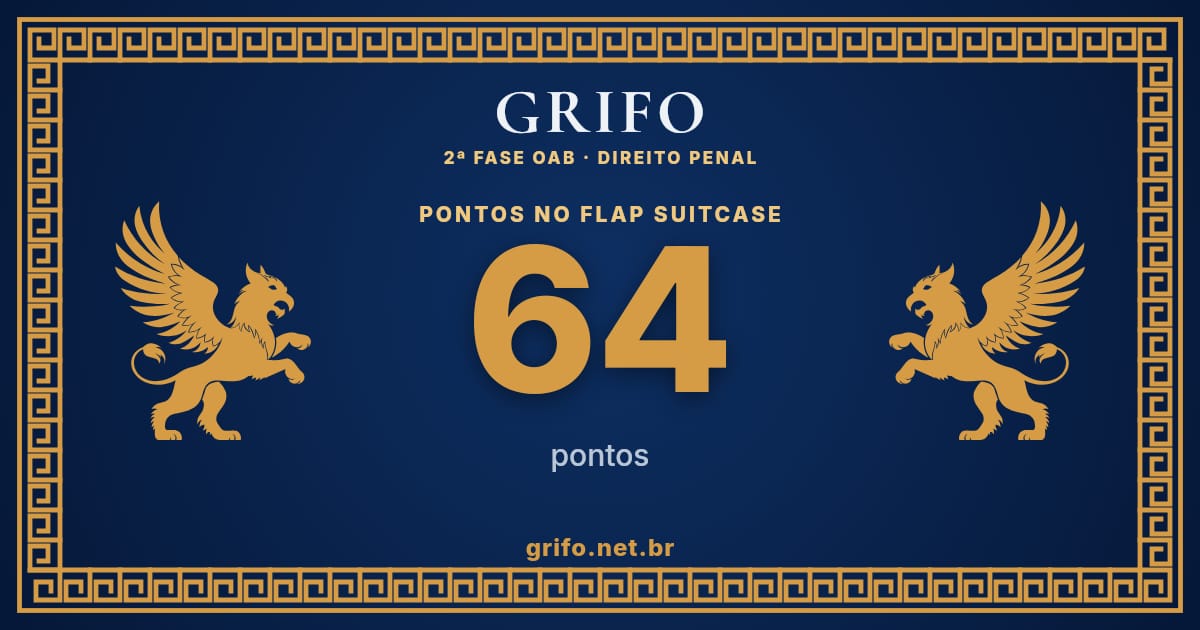 GRIFO
2ª FASE OAB · DIREITO PENAL
PONTOS NO FLAP SUITCASE
64
pontos
grifo.net.br